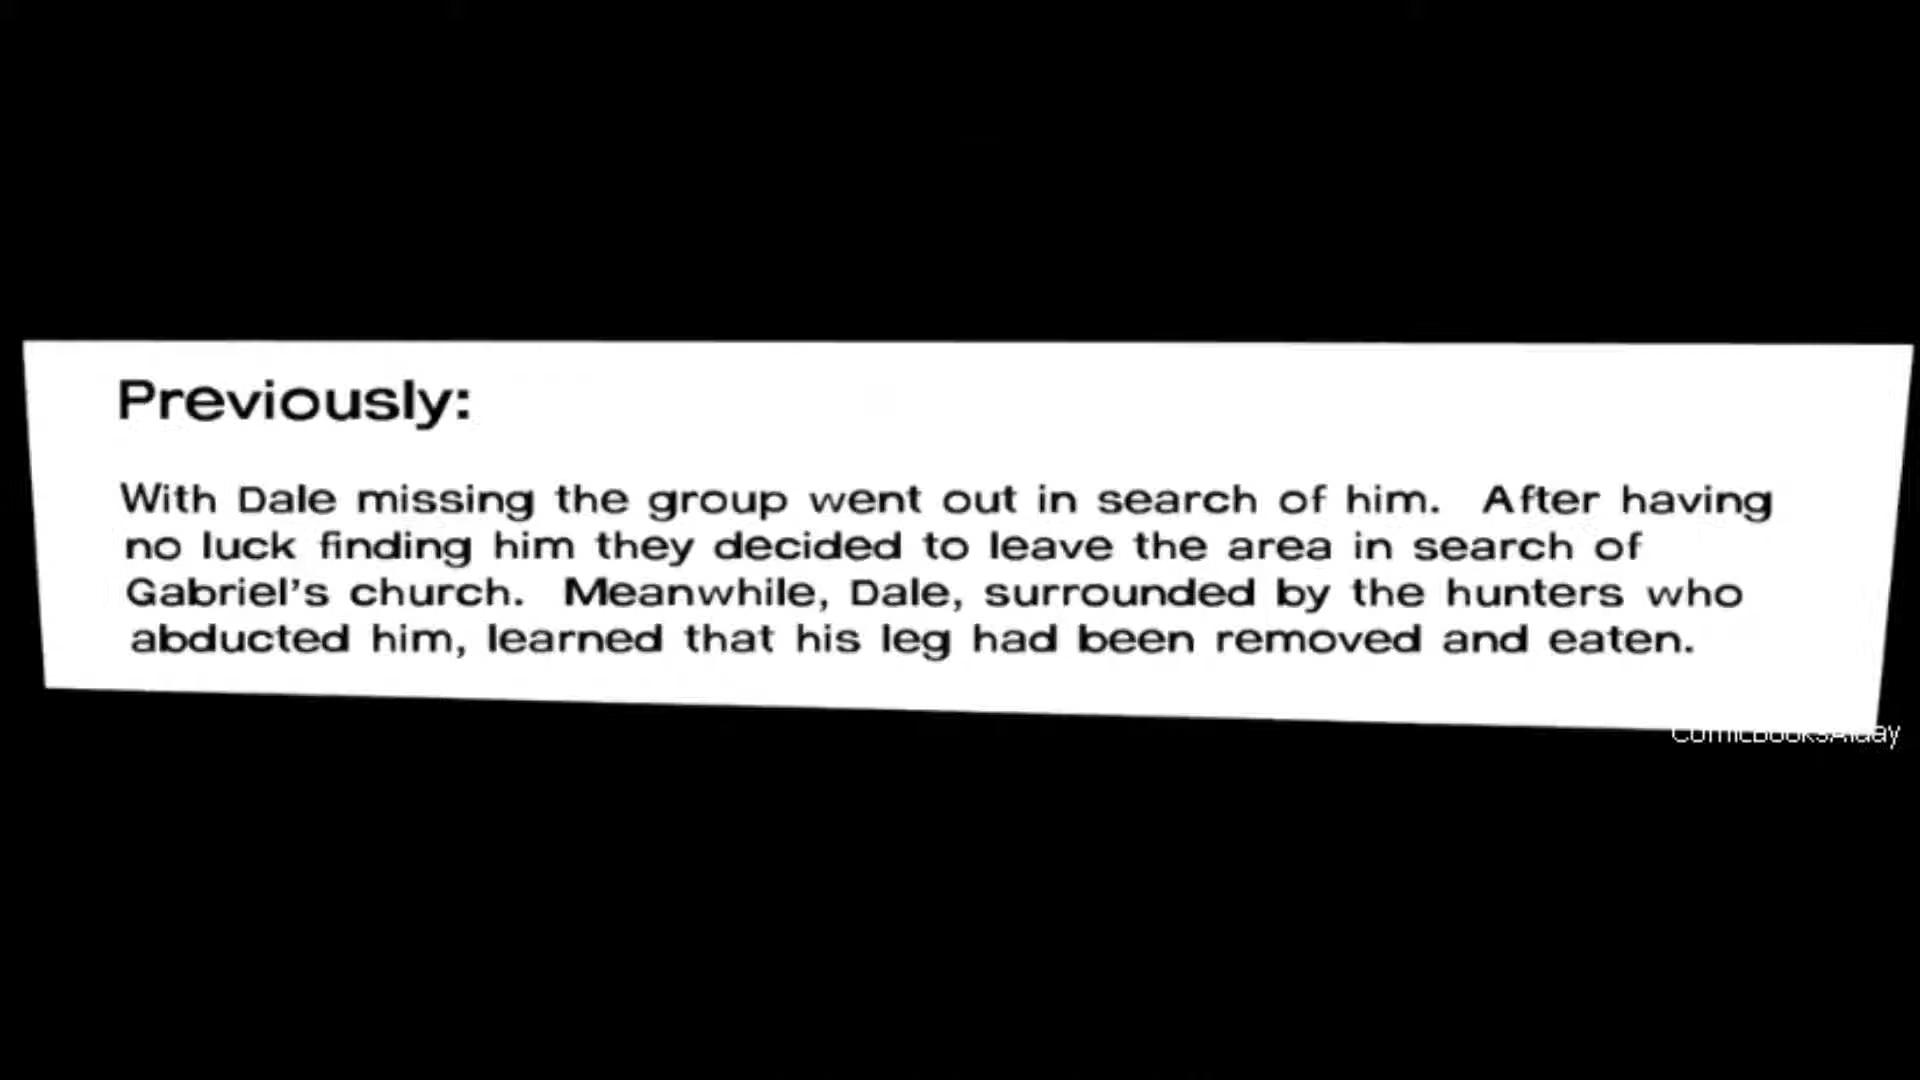 Previously:
With Dale missing the group went out in search of him. After having
no luck finding him they decided to leave the area in search of
Gabriel's church. Meanwhile, Dale, surrounded by the hunters who
abducted him, learned that his leg had been removed and eaten.